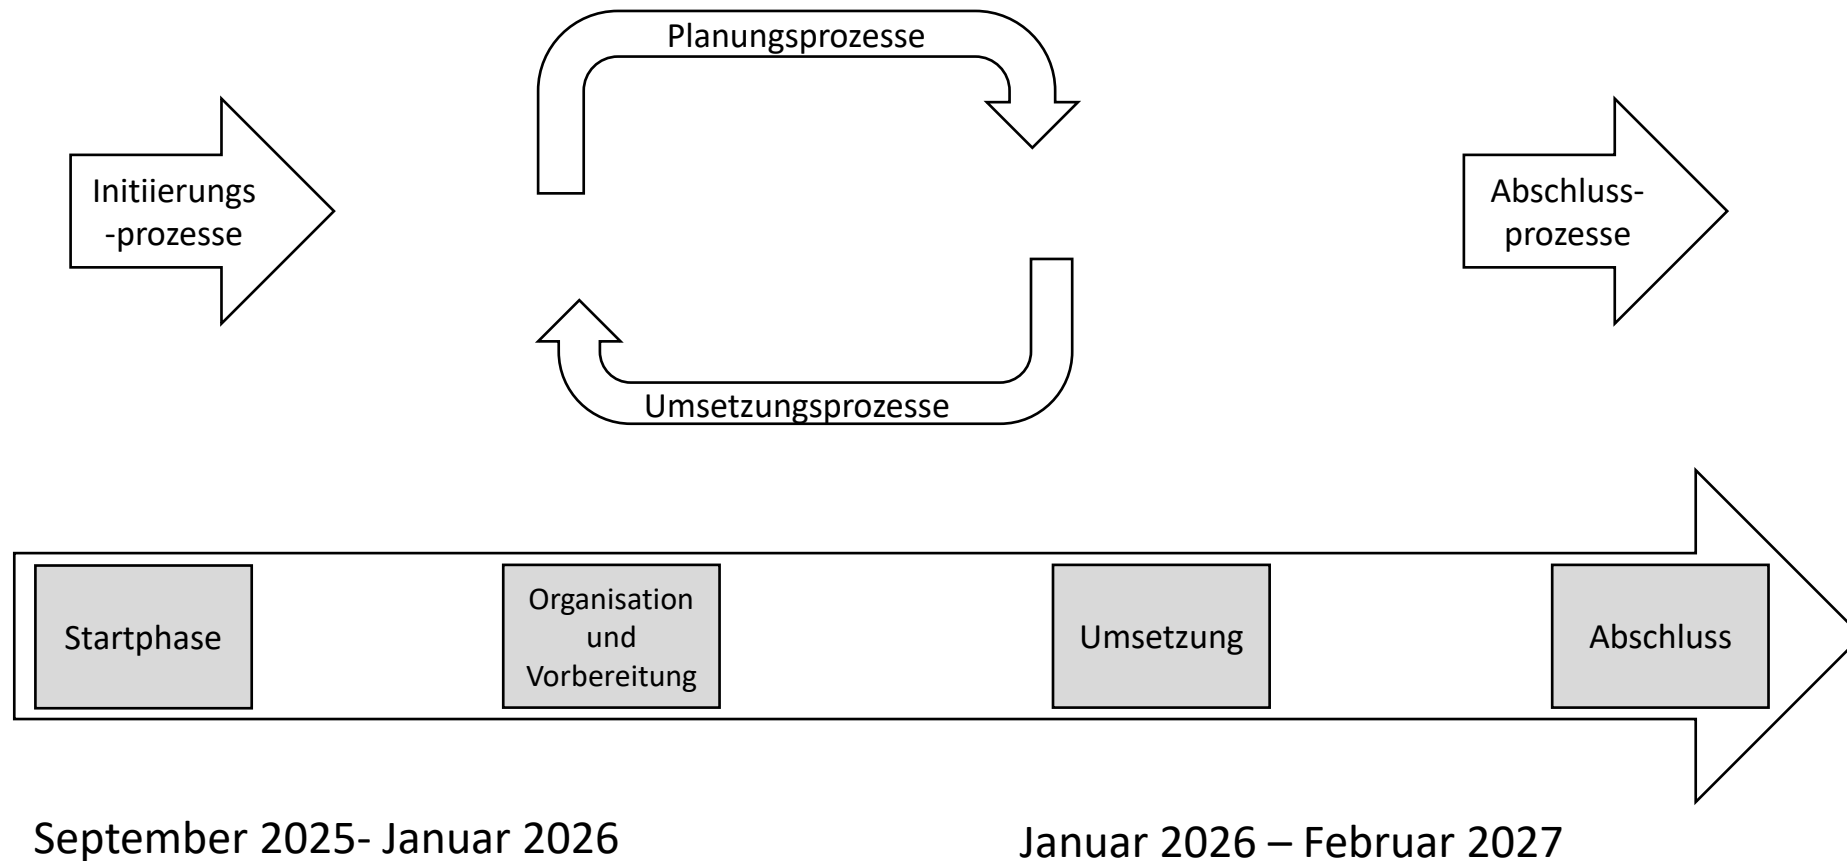 Planungsprozesse
Initiierungs
-prozesse
Abschluss-
prozesse
Umsetzungsprozesse
Startphase
Organisation
und
Vorbereitung
Umsetzung
Abschluss
September 2025- Januar 2026
Januar 2026 – Februar 2027